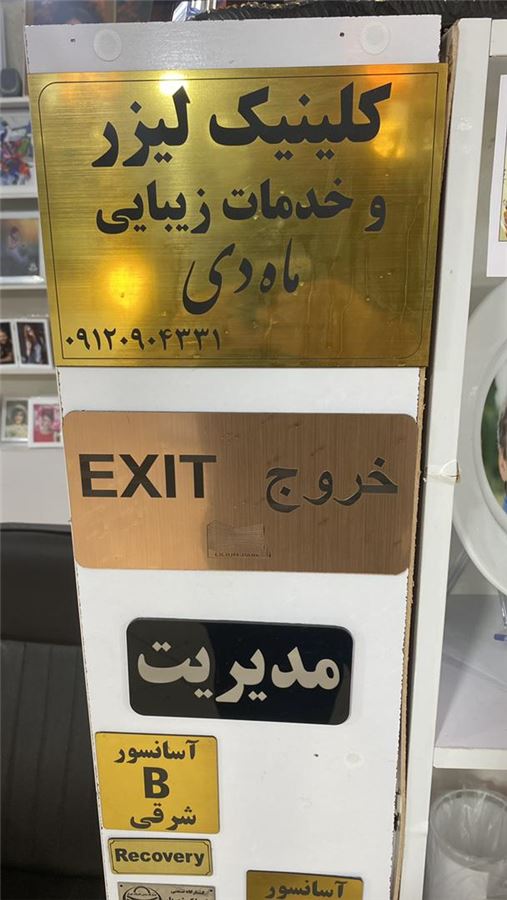 کلینیک لیزر
و خدمات زیبایی
ماه دی
۰۹۱۲۰۹۰۴۳۳۱
EXIT خروج
مدیریت
آسانسور
B
شرقی
Recovery
آسانسور